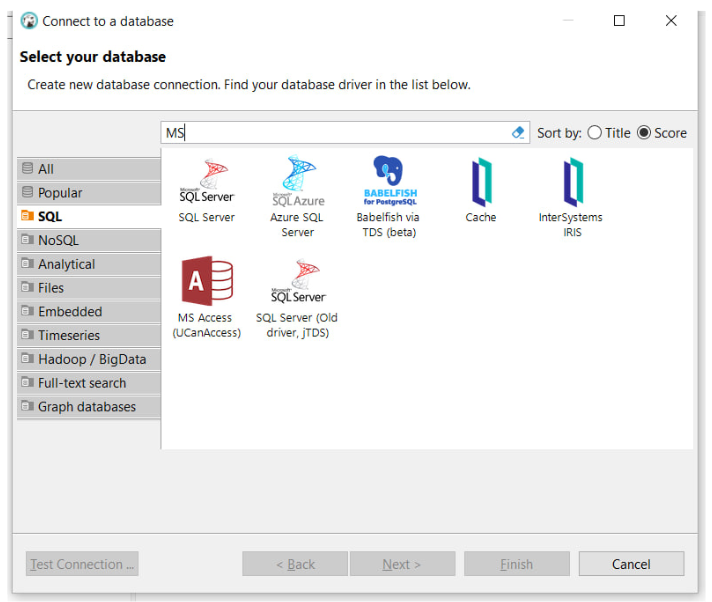 Connect to a database
Select your database
Create new database connection. Find your database driver in the list below.
MS
Sort by:
Title
Score
All
Popular
SQL
NoSQL
Analytical
Files
Embedded
Timeseries
Hadoop / BigData
Full-text search
Graph databases
Microsoft
SQL Server
SQL Server
Microsoft
SQL Azure
Azure SQL
Server
BABELFISH
for PostgreSQL
Babelfish via
TDS (beta)
Cache
InterSystems
IRIS
A
MS Access
(UCanAccess)
Microsoft
SQL Server
SQL Server (Old
driver, jTDS)
Test Connection ...
< Back
Next >
Finish
Cancel